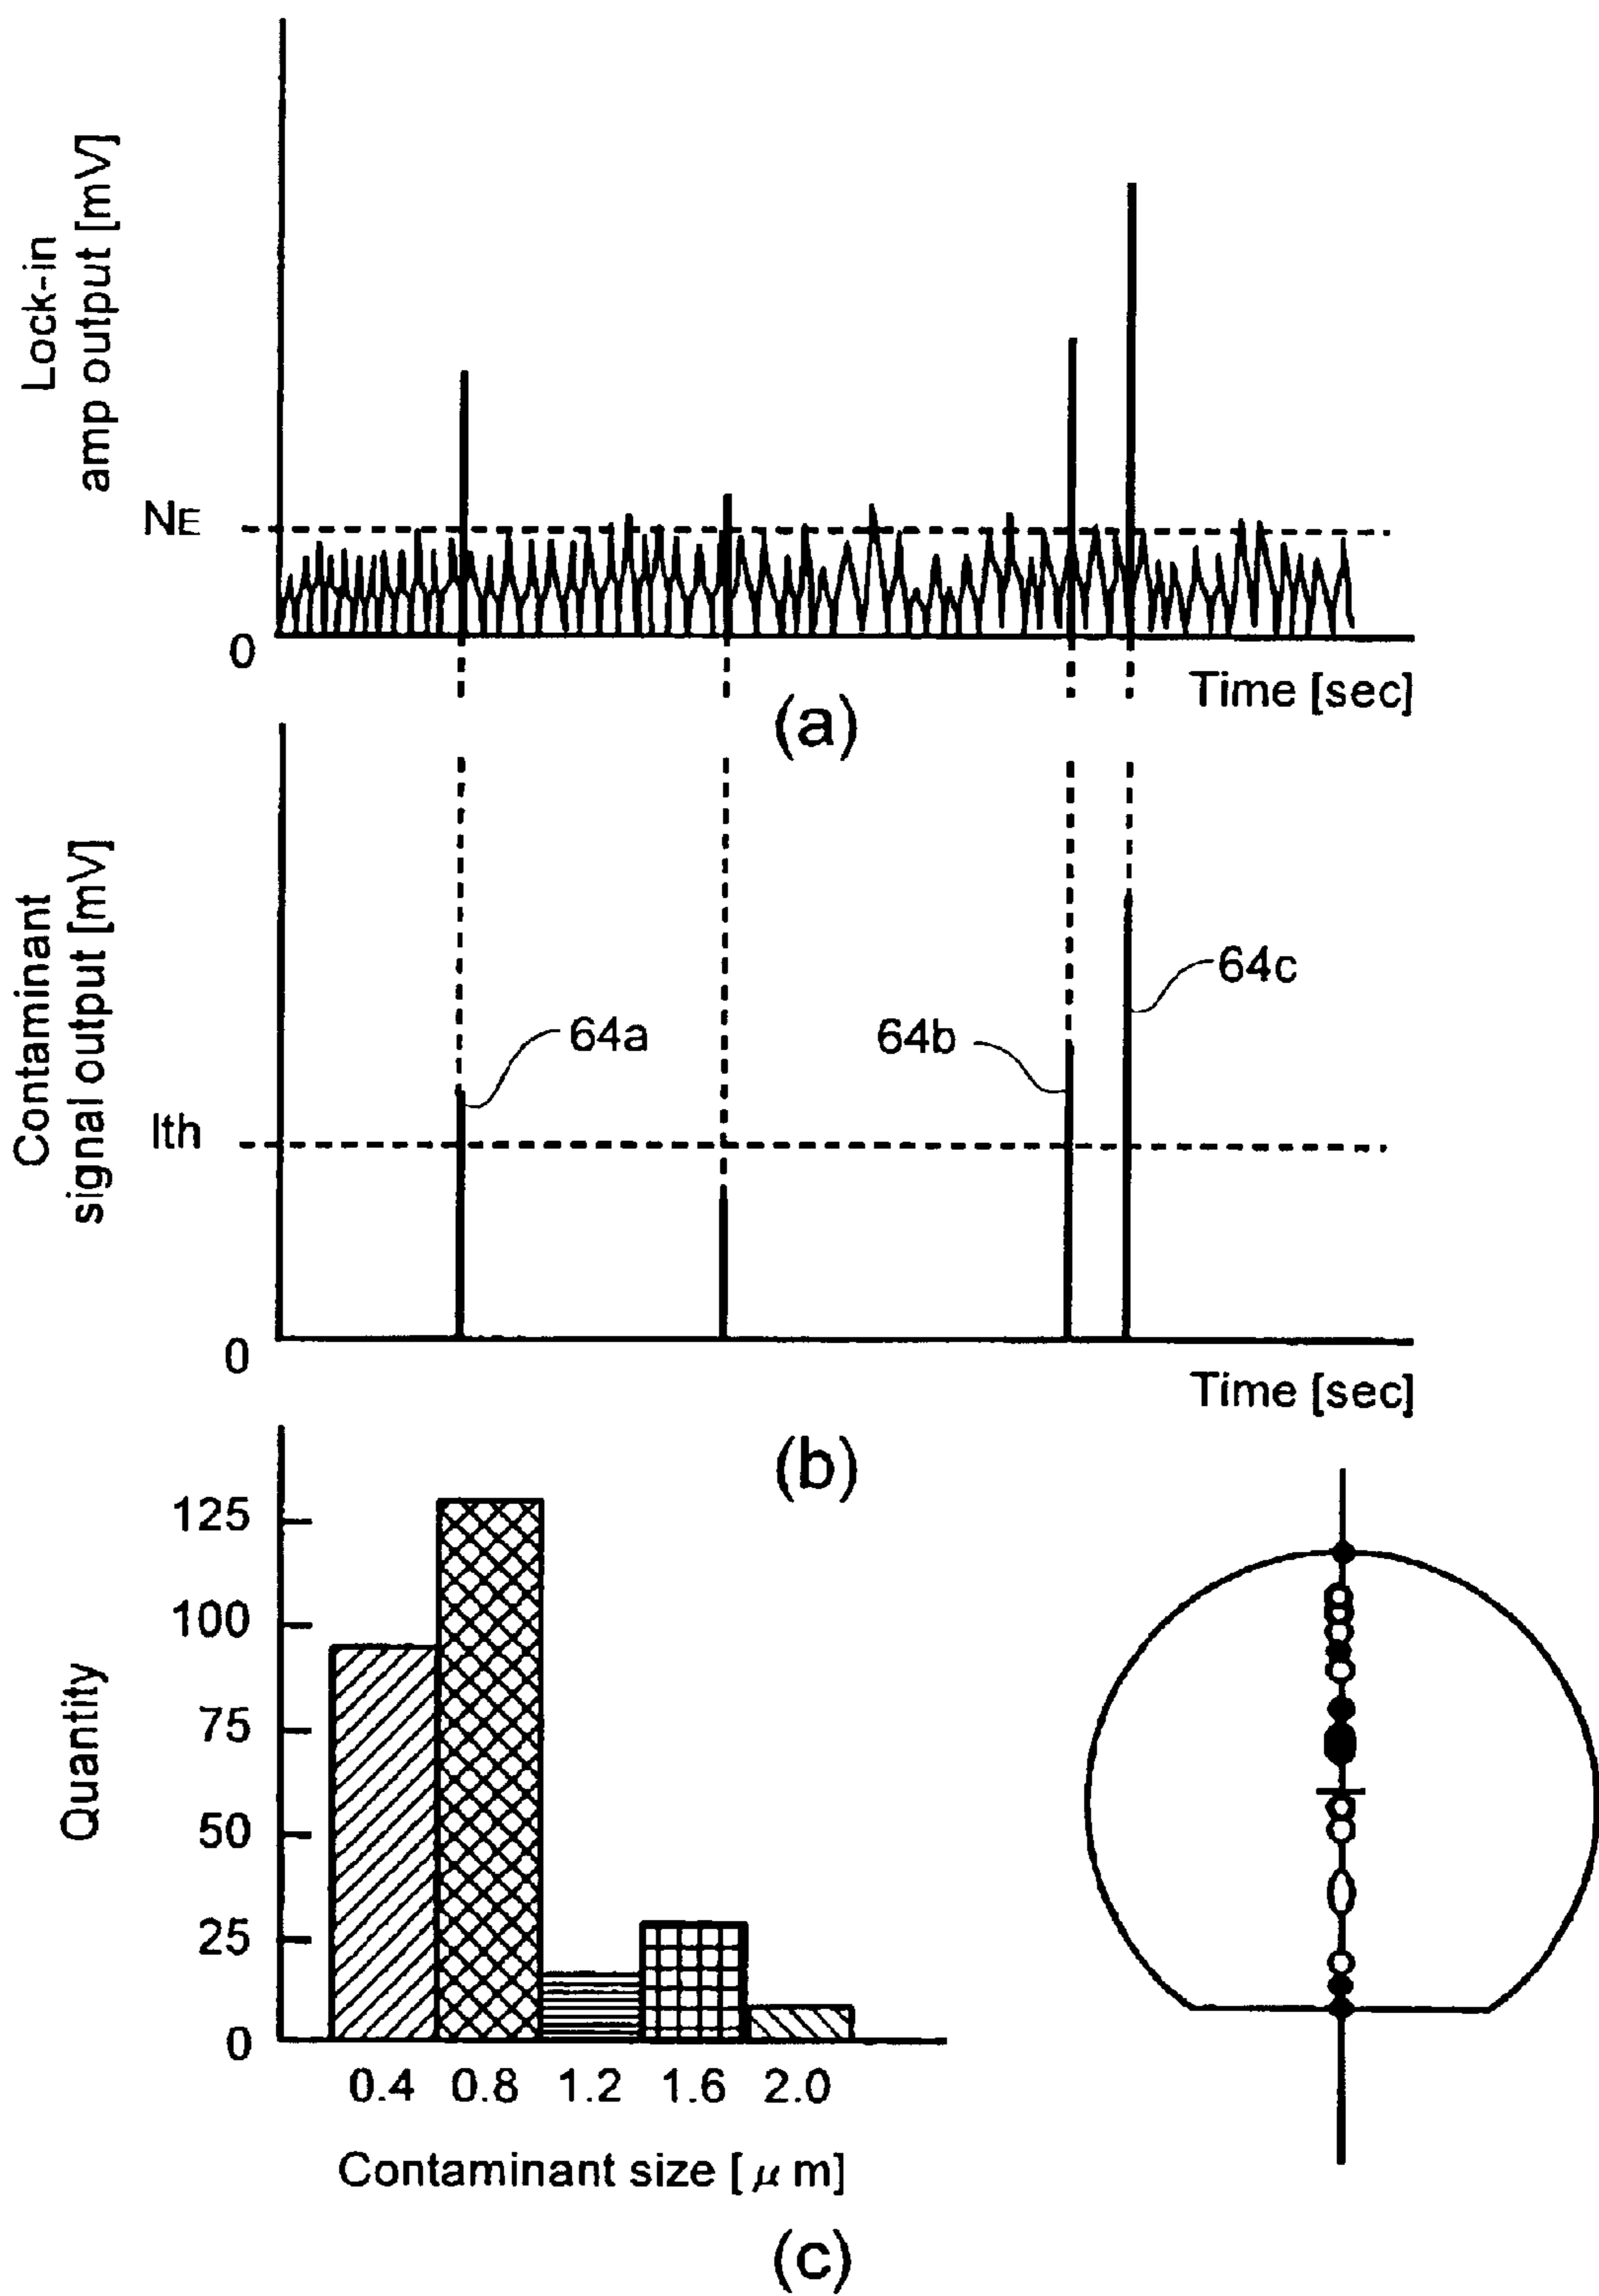 Lock-in
amp output [mV]
NE
0
Time [sec]
(a)
Contaminant
signal output [mV]
64a
64b
64c
Ith
0
Time [sec]
(b)
Quantity
125
100
75
50
25
0
0.4 0.8 1.2 1.6 2.0
Contaminant size [μm]
(c)